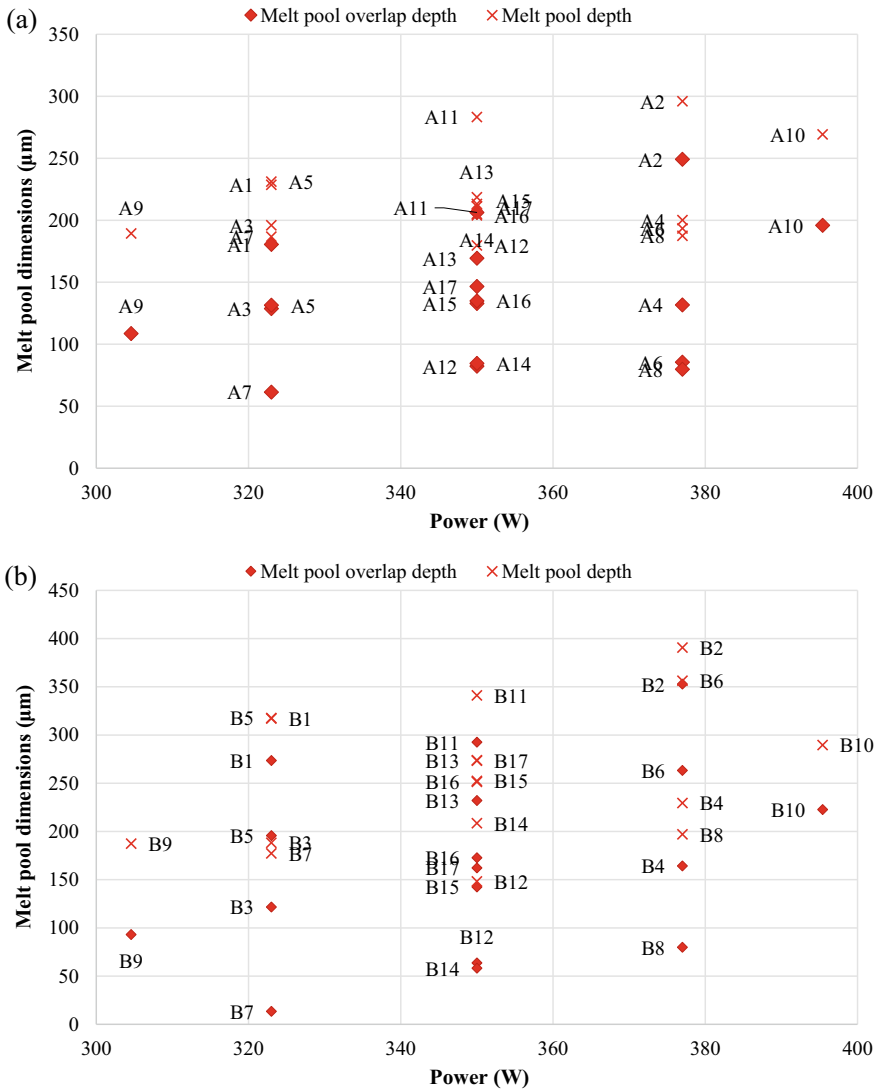 (a)
Melt pool overlap depth Melt pool depth
350
300
250
200
150
100
50
0
Melt pool dimensions (µm)
A2
A11
A10
A13
A1 A5
A2
A9
A15
A11 A17
A4
A10
A3
A16
A6
A7
A14
A8
A1
A12
A13
A17
A9
A16
A3 A5
A15
A4
A12 A14
A6
A8
A7
300 320 340 360 380 400
Power (W)
(b)
Melt pool overlap depth Melt pool depth
450
400
350
300
250
200
150
100
50
0
Melt pool dimensions (µm)
B2
B2 B6
B11
B5 B1
B11
B10
B1
B13 B17
B6
B16 B15
B13
B4
B10
B14
B5
B8
B9
B3
B7
B16
B17
B4
B12
B15
B3
B12
B8
B9
B14
B7
300 320 340 360 380 400
Power (W)